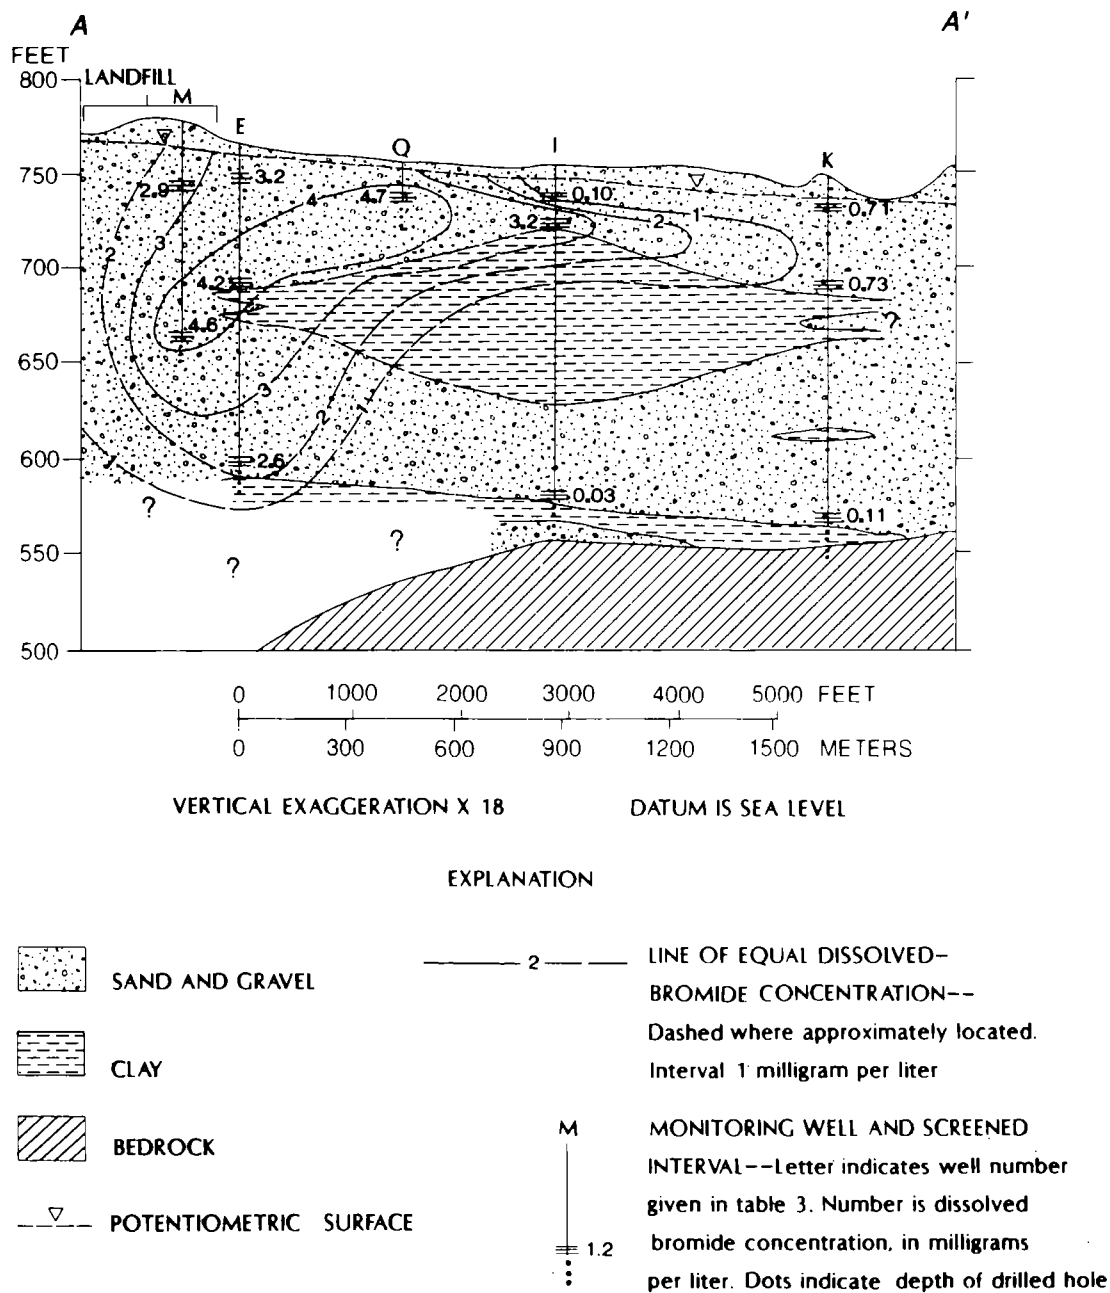 A A'
FEET
800
LANDFILL
M
E
Q
I
K
750
2.9
3.2
4.7
0.10
3.2
0.71
4
3
2
2
1
700
4.2
0.73
4.6
?
650
3
2
1
600
1
2.6
0.03
0.11
?
?
?
550
500
0 1000 2000 3000 4000 5000 FEET
0 300 600 900 1200 1500 METERS
VERTICAL EXAGGERATION X 18 DATUM IS SEA LEVEL
EXPLANATION
SAND AND GRAVEL
CLAY
BEDROCK
POTENTIOMETRIC SURFACE
2
LINE OF EQUAL DISSOLVED-
BROMIDE CONCENTRATION--
Dashed where approximately located.
Interval 1 milligram per liter
M
1.2
MONITORING WELL AND SCREENED
INTERVAL--Letter indicates well number
given in table 3. Number is dissolved
bromide concentration, in milligrams
per liter. Dots indicate depth of drilled hole